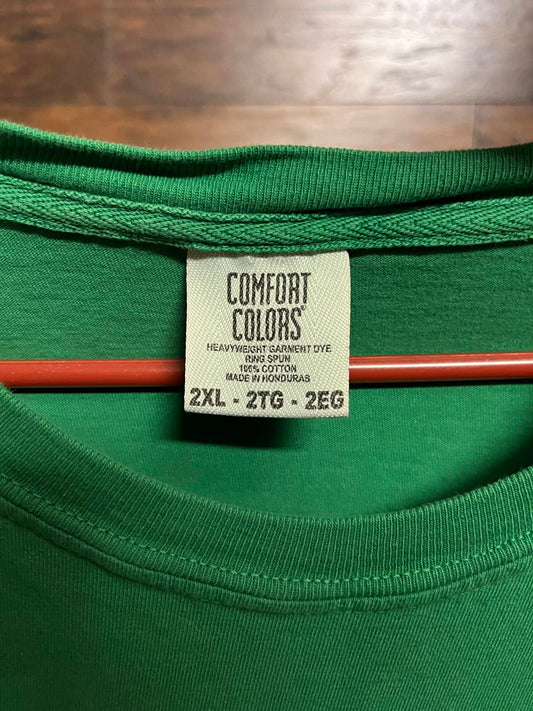 COMFORT
COLORS®
HEAVYWEIGHT GARMENT DYE
RING SPUN
100% COTTON
MADE IN HONDURAS
2XL - 2TG - 2EG